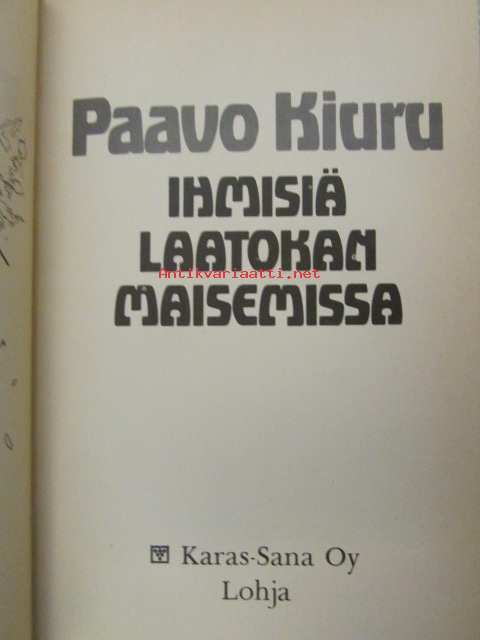 Paavo Kiuru
IHMISIÄ
LAATOKAN
Antikvariaatti.net
MAISEMISSA
Karas-Sana Oy
Lohja